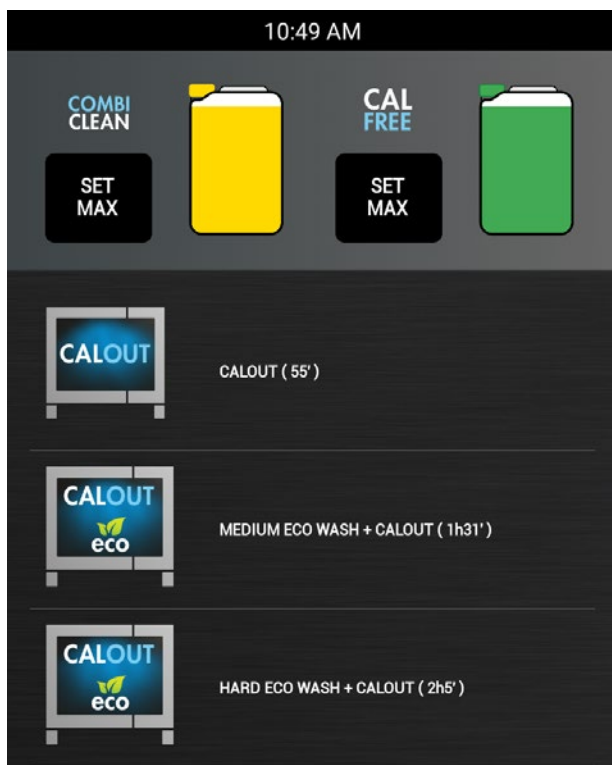 10:49 AM
COMBI
CLEAN
SET
MAX
CAL
FREE
SET
MAX
CALOUT
CALOUT ( 55' )
CALOUT
eco
MEDIUM ECO WASH + CALOUT ( 1h31' )
CALOUT
eco
HARD ECO WASH + CALOUT ( 2h5' )